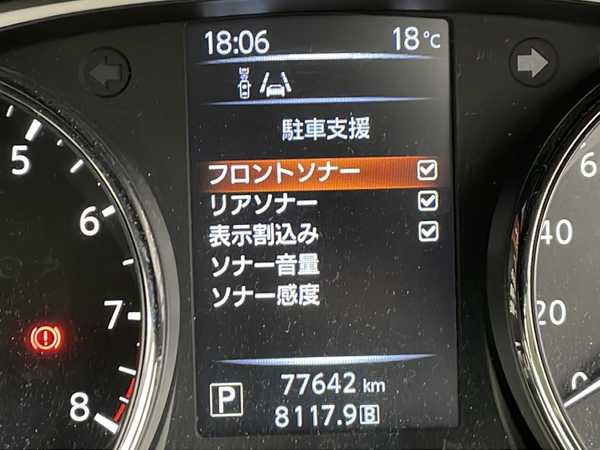 18:06 18℃
駐車支援
フロントソナー
リアソナー
表示割込み
ソナー音量
ソナー感度
P 77642 km
8117.9 B
5
6
7
8
6
40
20
0